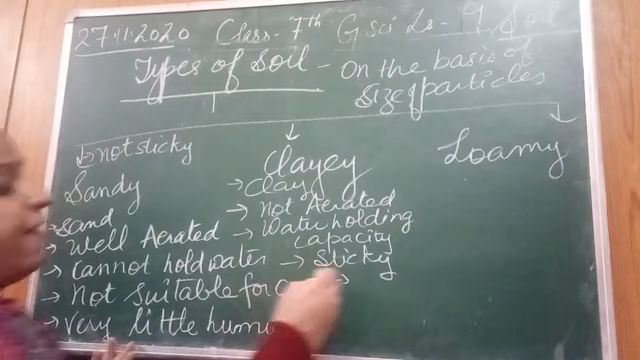 27.11.2020 Class- 7th G Sci Ls- 9 Soil
Types of Soil - on the basis of
size of particles
→ not sticky
Sandy
→ Sand
→ Well Aerated
→ cannot hold water
→ Not suitable for
→ very little
Clayey
→ Clay
→ Not Aerated
→ Water holding
capacity
→ Sticky
→
Loamy